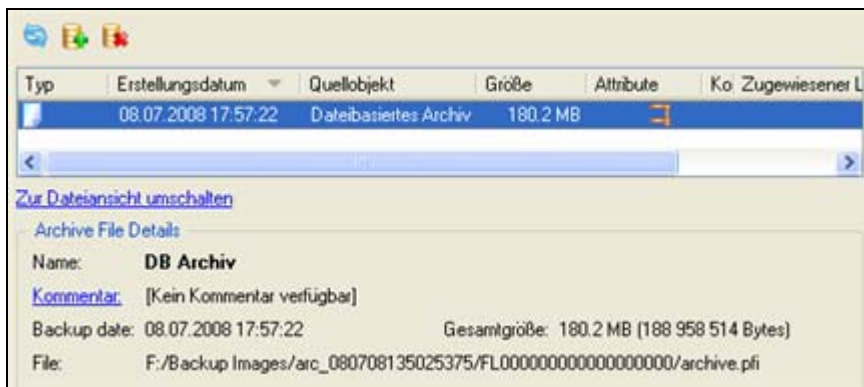 Typ Erstellungsdatum Quellobjekt Größe Attribute Ko Zugewiesener L
08.07.2008 17:57:22 Dateibasiertes Archiv 180.2 MB
Zur Dateiansicht umschalten
Archive File Details
Name: DB Archiv
Kommentar: [Kein Kommentar verfügbar]
Backup date: 08.07.2008 17:57:22 Gesamtgröße: 180.2 MB (188 958 514 Bytes)
File: F:/Backup Images/arc_080708135025375/FL000000000000000000/archive.pfi